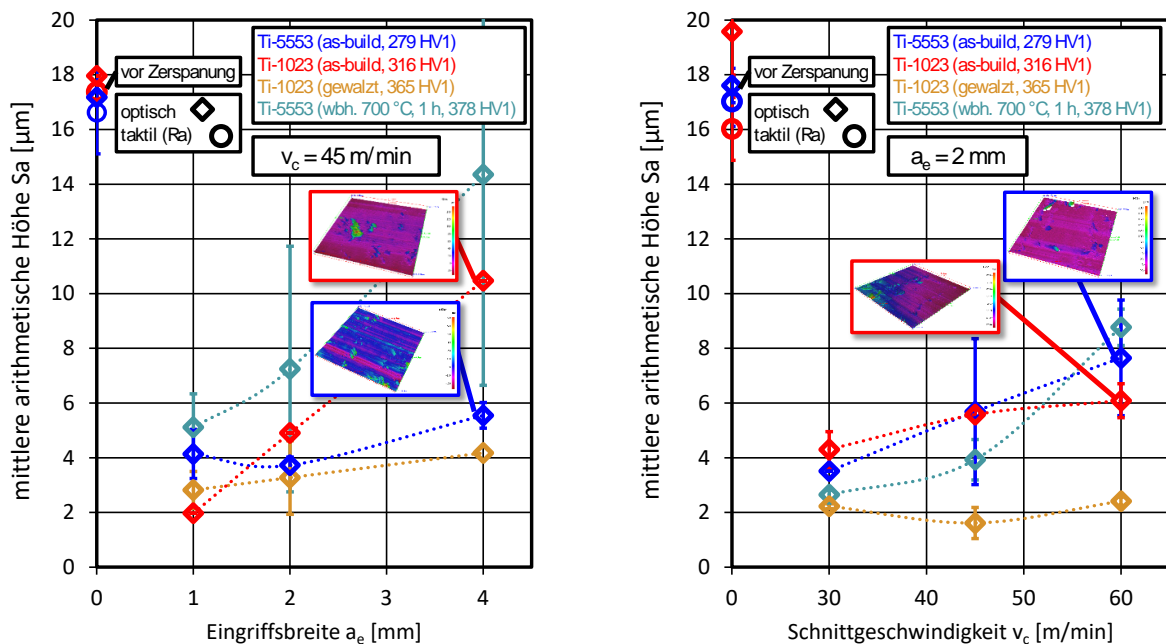 mittlere arithmetische Höhe Sa [µm]
20
18
16
14
12
10
8
6
4
2
0
Ti-5553 (as-build, 279 HV1)
Ti-1023 (as-build, 316 HV1)
Ti-1023 (gewalzt, 365 HV1)
Ti-5553 (wbh. 700 °C, 1 h, 378 HV1)
vor Zerspanung
optisch
taktil (Ra)
v_c = 45 m/min
0 1 2 3 4
Eingriffsbreite a_e [mm]
mittlere arithmetische Höhe Sa [µm]
20
18
16
14
12
10
8
6
4
2
0
Ti-5553 (as-build, 279 HV1)
Ti-1023 (as-build, 316 HV1)
Ti-1023 (gewalzt, 365 HV1)
Ti-5553 (wbh. 700 °C, 1 h, 378 HV1)
vor Zerspanung
optisch
taktil (Ra)
a_e = 2 mm
0 30 40 50 60
Schnittgeschwindigkeit v_c [m/min]